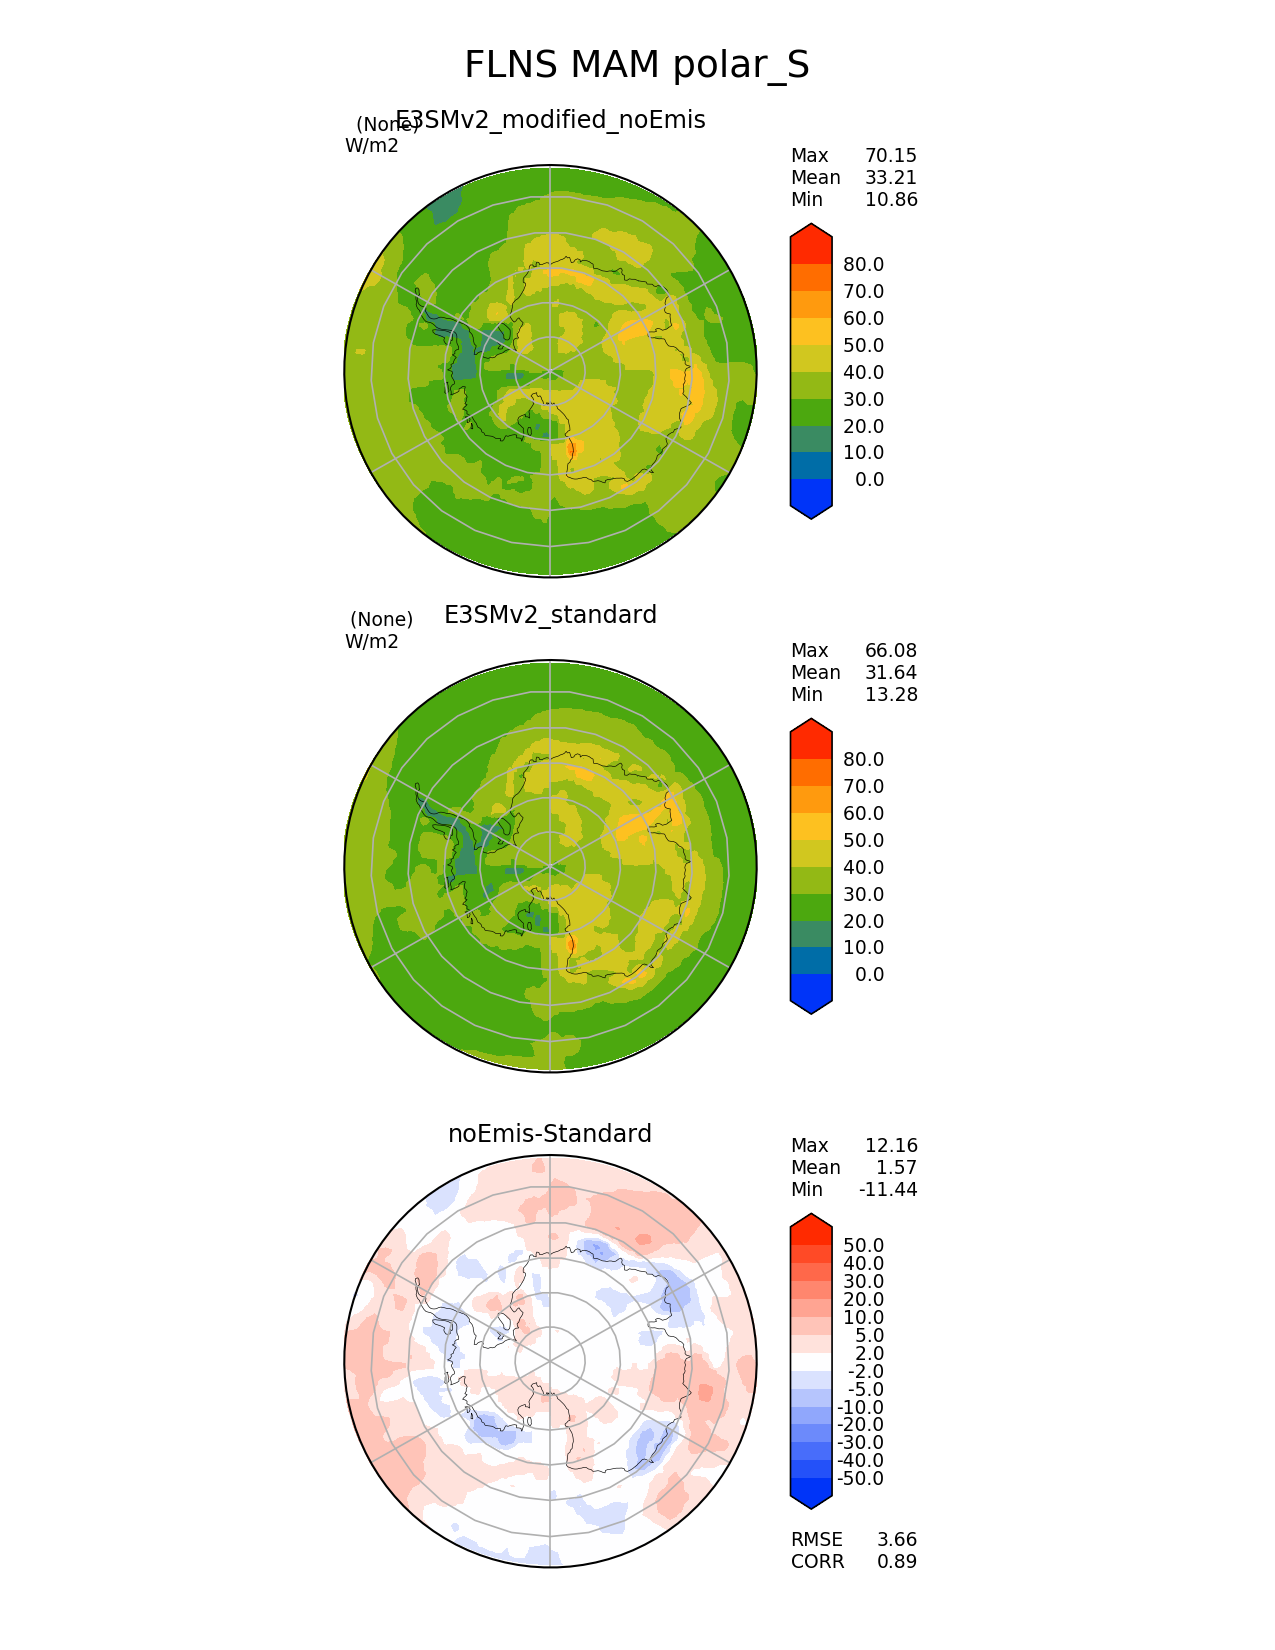 FLNS MAM polar_S
E3SMv2_modified_noEmis
(None)
W/m2
Max 70.15
Mean 33.21
Min 10.86
80.0
70.0
60.0
50.0
40.0
30.0
20.0
10.0
0.0
E3SMv2_standard
(None)
W/m2
Max 66.08
Mean 31.64
Min 13.28
80.0
70.0
60.0
50.0
40.0
30.0
20.0
10.0
0.0
noEmis-Standard
Max 12.16
Mean 1.57
Min -11.44
50.0
40.0
30.0
20.0
10.0
5.0
2.0
-2.0
-5.0
-10.0
-20.0
-30.0
-40.0
-50.0
RMSE 3.66
CORR 0.89